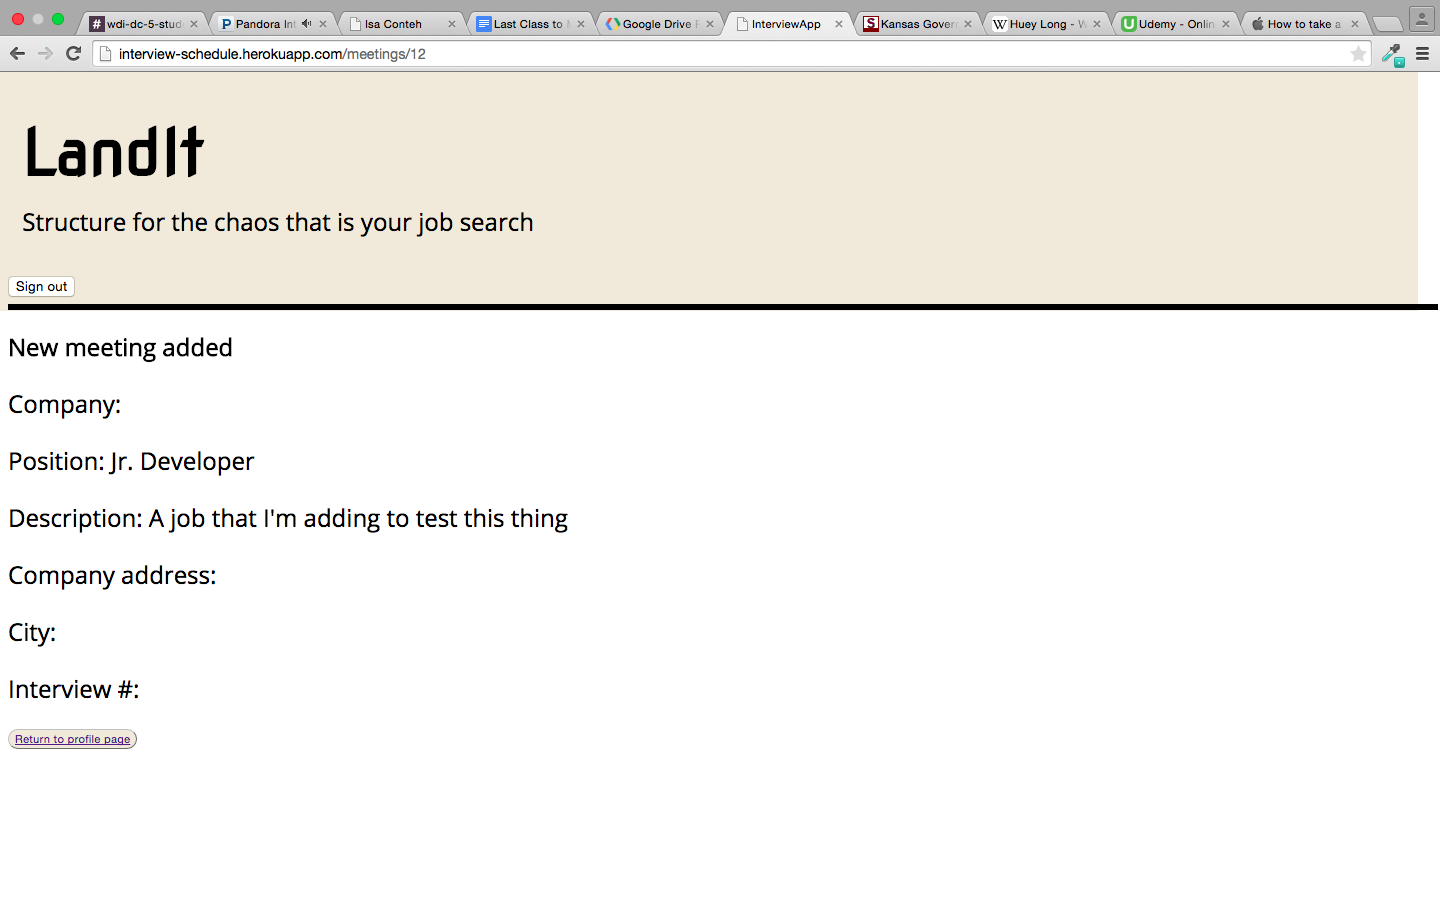 wdi-dc-5-stud
Pandora Int
Isa Conteh
Last Class to M
Google Drive F
InterviewApp
Kansas Govern
Huey Long - W
Udemy - Onlin
How to take a
interview-schedule.herokuapp.com/meetings/12
LandIt
Structure for the chaos that is your job search
Sign out
New meeting added
Company:
Position: Jr. Developer
Description: A job that I'm adding to test this thing
Company address:
City:
Interview #:
Return to profile page